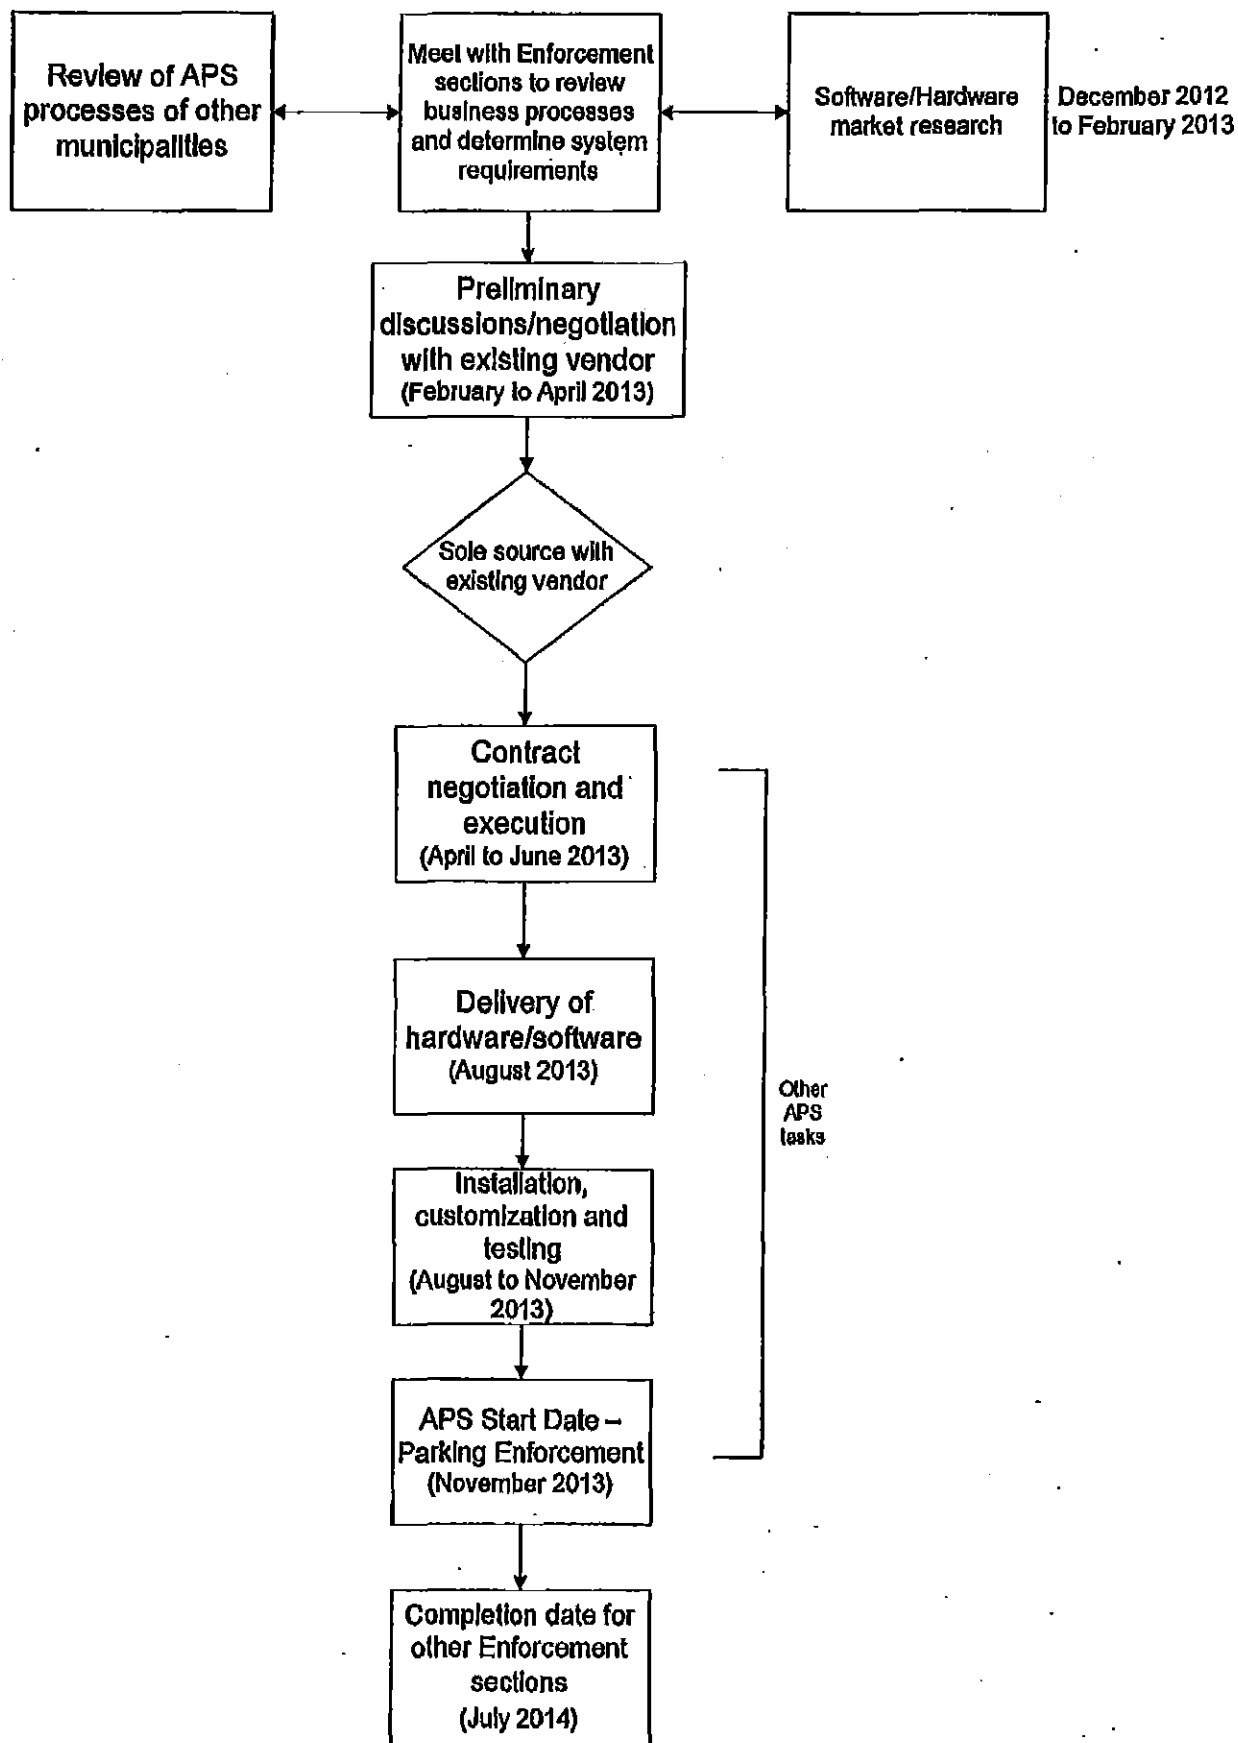 Review of APS
processes of other
municipalities
Meet with Enforcement
sections to review
business processes
and determine system
requirements
Software/Hardware
market research
December 2012
to February 2013
Preliminary
discussions/negotiation
with existing vendor
(February to April 2013)
Sole source with
existing vendor
Contract
negotiation and
execution
(April to June 2013)
Delivery of
hardware/software
(August 2013)
Other
APS
tasks
Installation,
customization and
testing
(August to November
2013)
APS Start Date –
Parking Enforcement
(November 2013)
Completion date for
other Enforcement
sections
(July 2014)